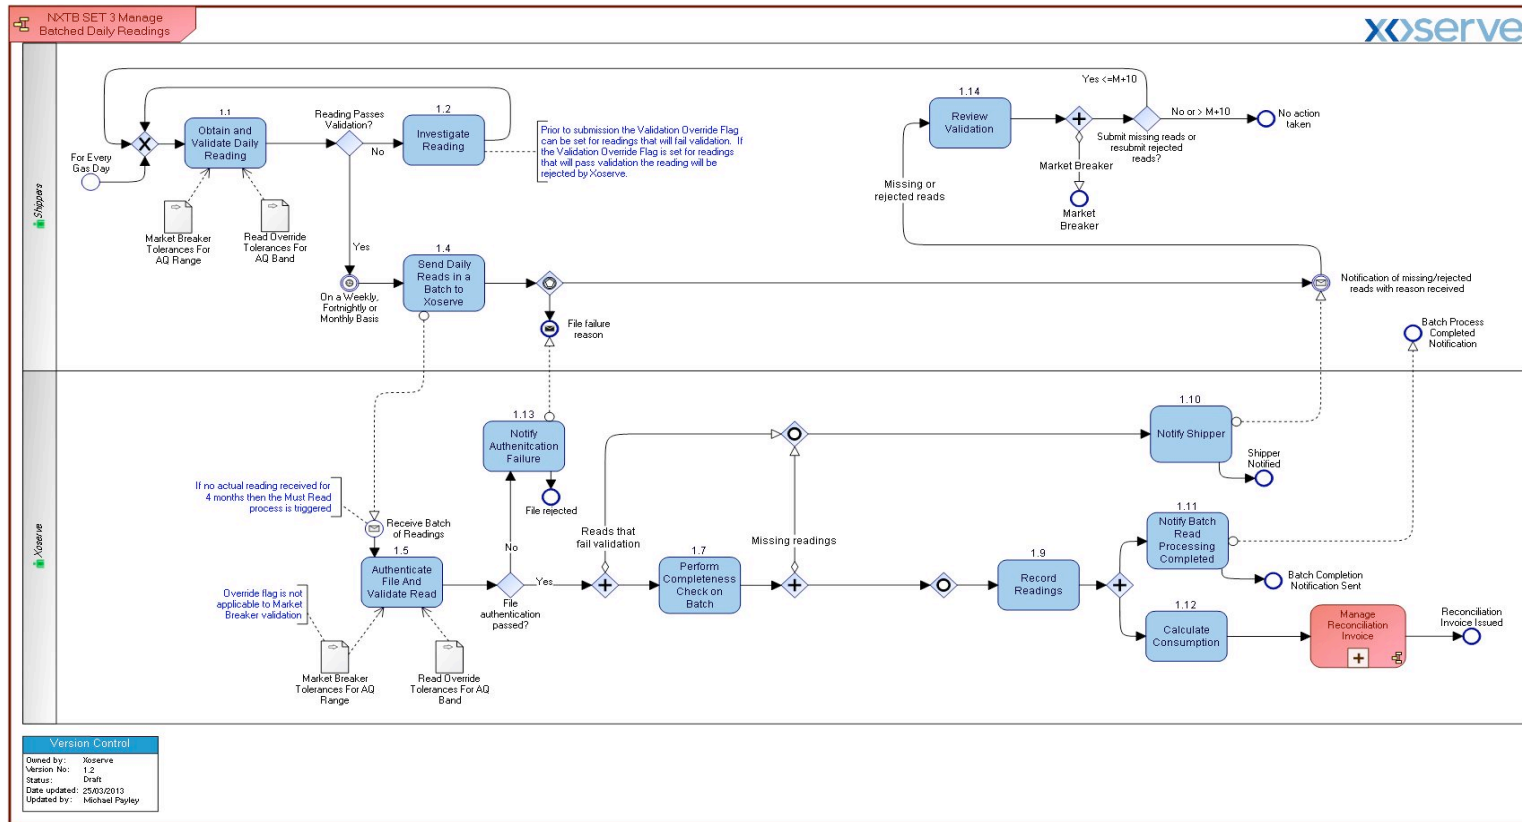 NXTB SET 3 Manage
Batched Daily Readings
xoserve
Shippers
For Every
Gas Day
1.1
Obtain and
Validate Daily
Reading
Market Breaker
Tolerances For
AQ Range
Read Override
Tolerances For
AQ Band
Reading Passes
Validation?
No
Yes
1.2
Investigate
Reading
Prior to submission the Validation Override Flag
can be set for readings that will fail validation. If
the Validation Override Flag is set for readings
that will pass validation the reading will be
rejected by Xoserve.
On a Weekly,
Fortnightly or
Monthly Basis
1.4
Send Daily
Reads in a
Batch to
Xoserve
File failure
reason
Missing or
rejected reads
1.14
Review
Validation
Market Breaker
Market
Breaker
Yes <=M+10
No or > M+10
Submit missing reads or
resubmit rejected
reads?
No action
taken
Notification of missing/rejected
reads with reason received
Batch Process
Completed
Notification
Xoserve
If no actual reading received for
4 months then the Must Read
process is triggered
Receive Batch
of Readings
Override flag is not
applicable to Market
Breaker validation
1.5
Authenticate
File And
Validate Read
Market Breaker
Tolerances For AQ
Range
Read Override
Tolerances For AQ
Band
1.13
Notify
Authenitcation
Failure
File rejected
No
Yes
File
authentication
passed?
Reads that
fail validation
1.7
Perform
Completeness
Check on
Batch
Missing readings
1.9
Record
Readings
1.10
Notify Shipper
Shipper
Notified
1.11
Notify Batch
Read
Processing
Completed
Batch Completion
Notification Sent
1.12
Calculate
Consumption
Manage
Reconciliation
Invoice
Reconciliation
Invoice Issued
Version Control
Owned by: Xoserve
Version No: 1.2
Status: Draft
Date updated: 25/03/2013
Updated by: Michael Payley